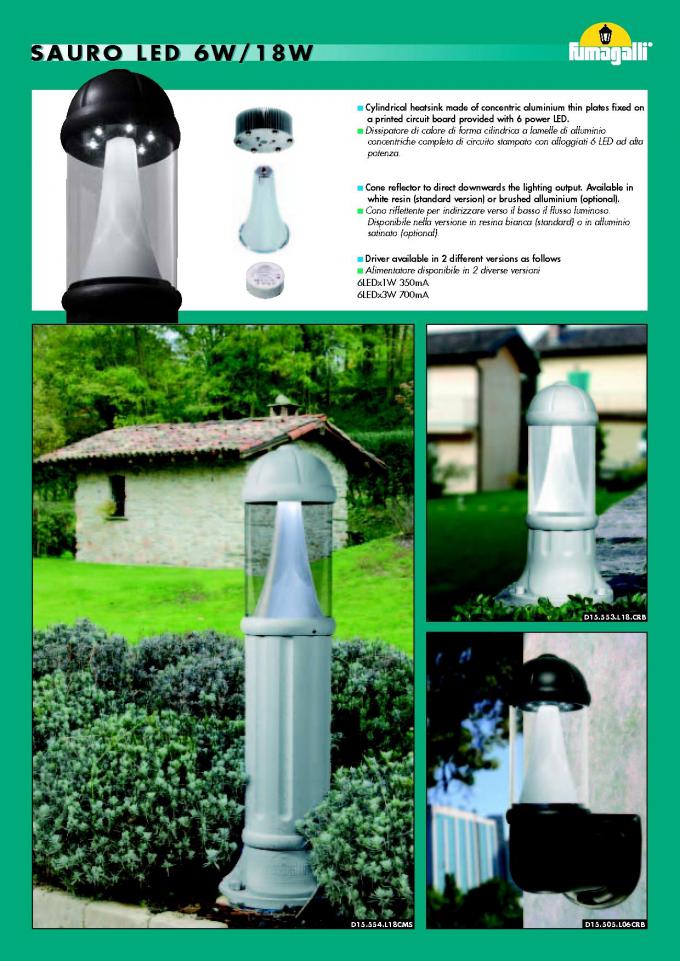 SAURO LED 6W/18W
fumagalli
Cylindrical heatsink made of concentric aluminium thin plates fixed on
a printed circuit board provided with 6 power LED.
Dissipatore di calore di forma cilindrica a lamelle di alluminio
concentriche completo di circuito stampato con alloggiati 6 LED ad alta
potenza.
Cone reflector to direct downwards the lighting output. Available in
white resin (standard version) or brushed alluminium (optional).
Cono riflettente per indirizzare verso il basso il flusso luminoso.
Disponibile nella versione in resina bianca (standard) o in alluminio
satinato (optional).
Driver available in 2 different versions as follows
Alimentatore disponibile in 2 diverse versioni
6LEDx1W 350mA
6LEDx3W 700mA
D15.553.L18.CRB
D15.554.L18CMS
D15.505.L06CRB